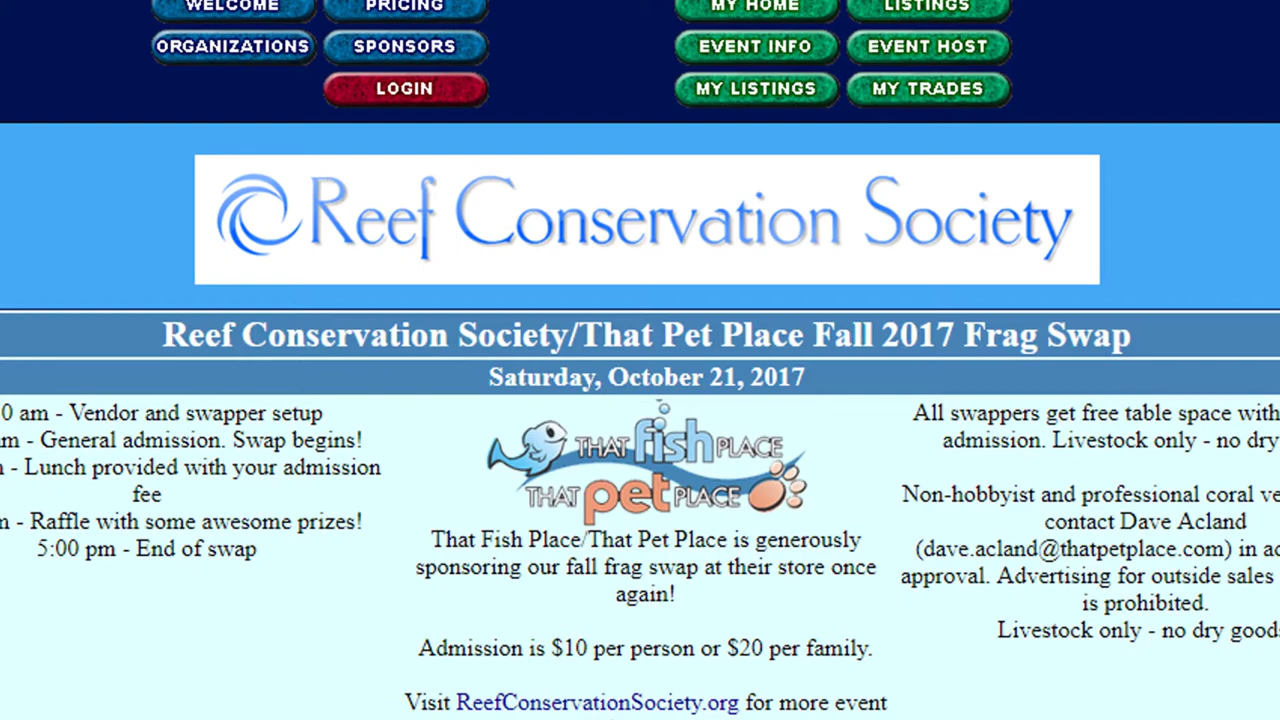 WELCOME PRICING MY HOME LISTINGS
ORGANIZATIONS SPONSORS EVENT INFO EVENT HOST
LOGIN MY LISTINGS MY TRADES
Reef Conservation Society
Reef Conservation Society/That Pet Place Fall 2017 Frag Swap
Saturday, October 21, 2017
0 am - Vendor and swapper setup
m - General admission. Swap begins!
- Lunch provided with your admission
fee
m - Raffle with some awesome prizes!
5:00 pm - End of swap
THAT fish PLACE
THAT pet PLACE
That Fish Place/That Pet Place is generously
sponsoring our fall frag swap at their store once
again!
Admission is $10 per person or $20 per family.
Visit ReefConservationSociety.org for more event
All swappers get free table space with
admission. Livestock only - no dry
Non-hobbyist and professional coral ve
contact Dave Acland
(dave.acland@thatpetplace.com) in a
approval. Advertising for outside sales
is prohibited.
Livestock only - no dry goods